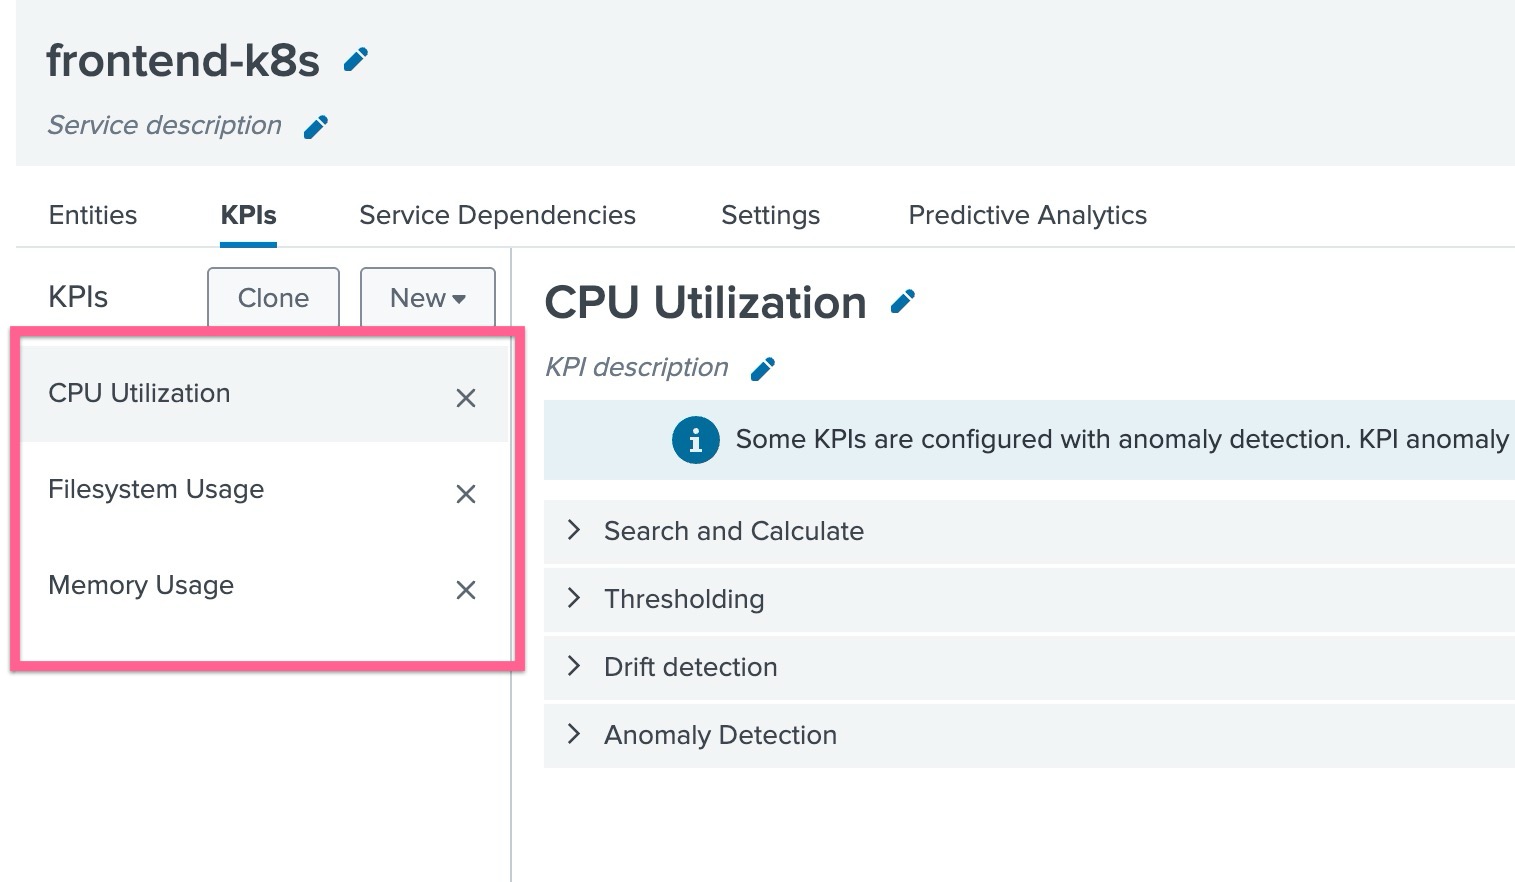 frontend-k8s
Service description
Entities KPIs Service Dependencies Settings Predictive Analytics
KPIs Clone New
CPU Utilization
Filesystem Usage
Memory Usage
CPU Utilization
KPI description
Some KPIs are configured with anomaly detection. KPI anomaly
Search and Calculate
Thresholding
Drift detection
Anomaly Detection